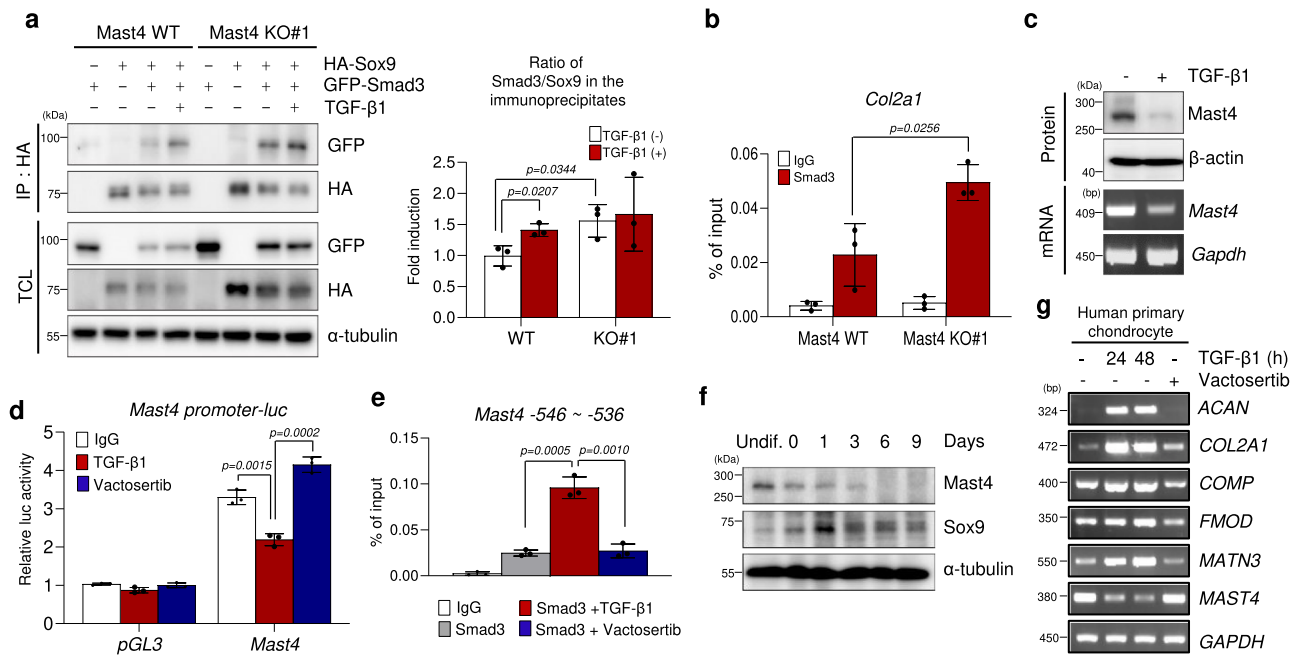 a
Mast4 WT Mast4 KO#1
- + + + - + + + HA-Sox9
+ - + + + - + + GFP-Smad3
- - - + - - - + TGF-β1
(kDa)
IP : HA
100
GFP
75
HA
TCL
100
GFP
75
HA
55
α-tubulin
Ratio of
Smad3/Sox9 in the
immunoprecipitates
TGF-β1 (-)
TGF-β1 (+)
Fold induction
2.5
2.0
1.5
1.0
0.5
0.0
p=0.0344
p=0.0207
WT KO#1
b
Col2a1
p=0.0256
IgG
Smad3
% of input
0.06
0.04
0.02
0.00
Mast4 WT Mast4 KO#1
c
- + TGF-β1
(kDa)
Protein
300
250
Mast4
40
β-actin
mRNA
(bp)
409
Mast4
450
Gapdh
d
Mast4 promoter-luc
IgG
TGF-β1
Vactosertib
p=0.0002
p=0.0015
Relative luc activity
5
4
3
2
1
0
pGL3 Mast4
e
Mast4 -546 ~ -536
p=0.0005 p=0.0010
% of input
0.15
0.10
0.05
0.00
IgG
Smad3
Smad3 +TGF-β1
Smad3 + Vactosertib
f
Undif. 0 1 3 6 9 Days
(kDa)
300
250
Mast4
75
Sox9
55
α-tubulin
g
Human primary
chondrocyte
- 24 48 - TGF-β1 (h)
- - - + Vactosertib
(bp)
324 ACAN
472 COL2A1
400 COMP
350 FMOD
550 MATN3
380 MAST4
450 GAPDH